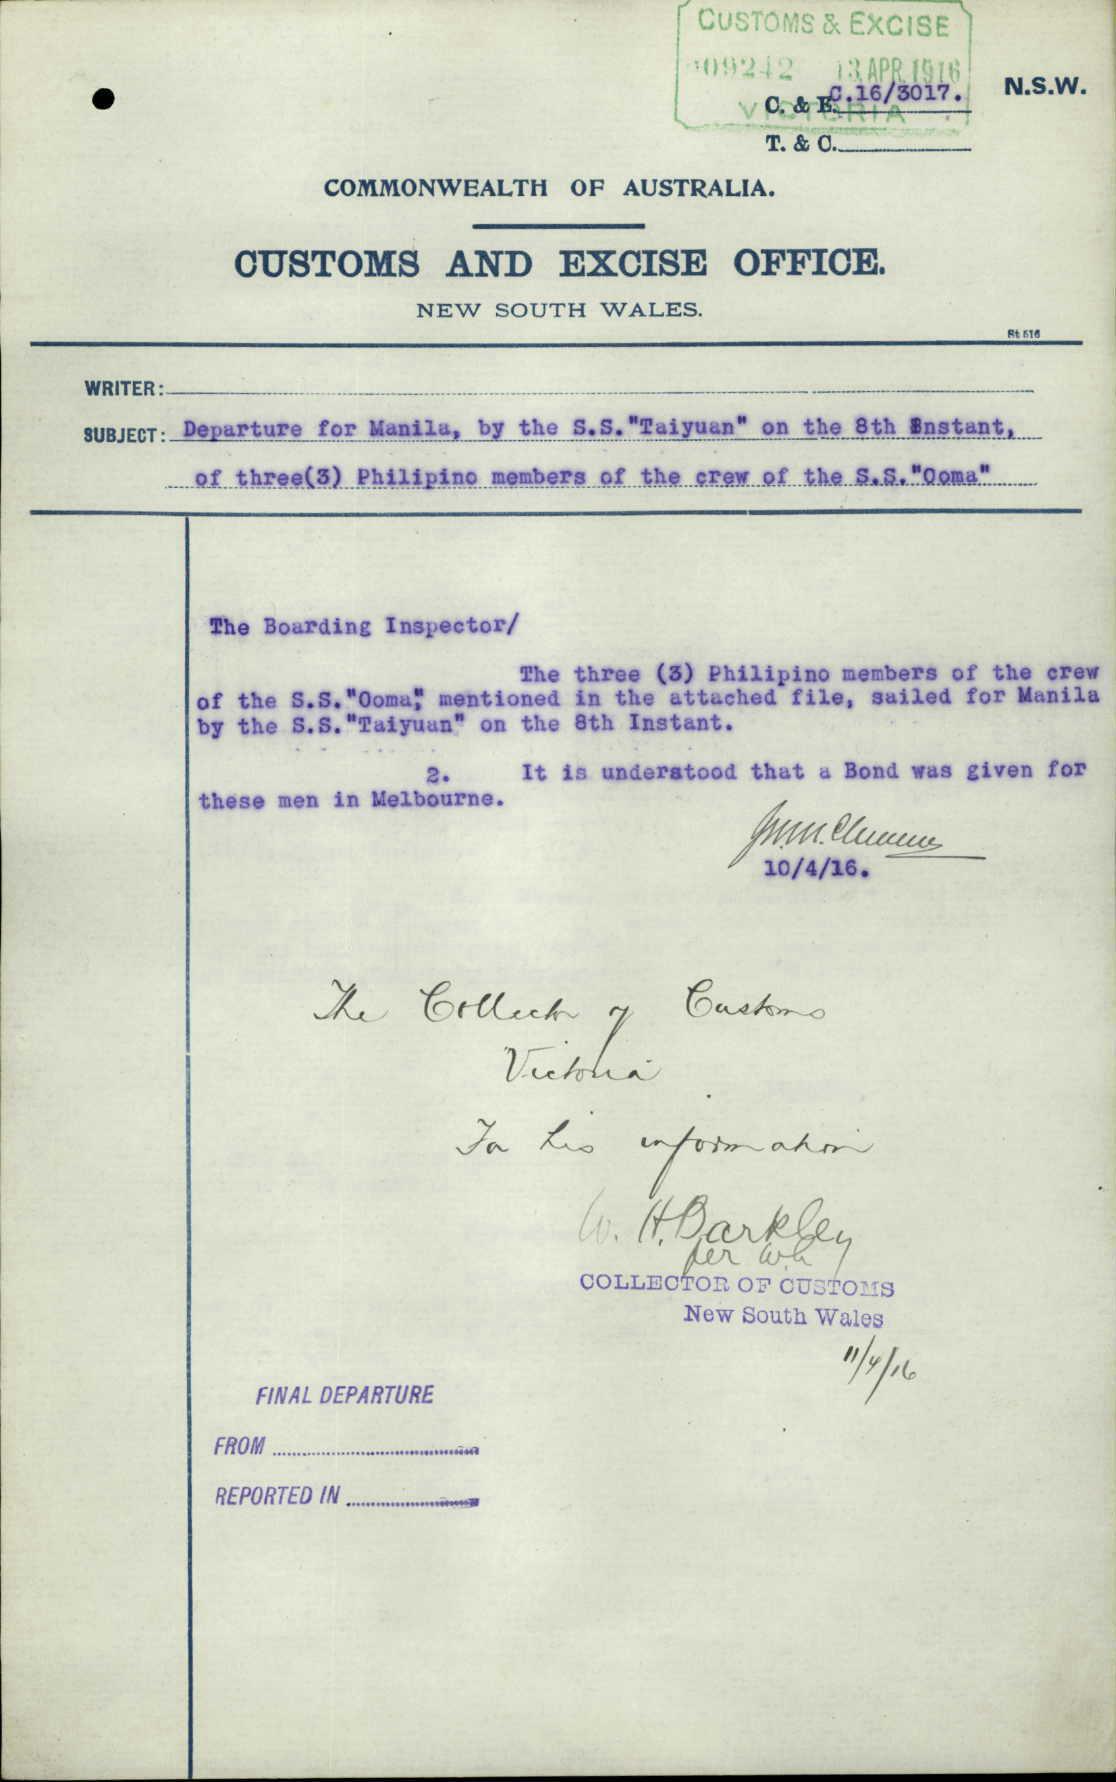 CUSTOMS & EXCISE
09242 13 APR. 1916
VICTORIA
N.S.W.
C. & E. C.16/3017.
T. & C.
COMMONWEALTH OF AUSTRALIA.
CUSTOMS AND EXCISE OFFICE.
NEW SOUTH WALES.
St 516
WRITER:
SUBJECT: Departure for Manila, by the S.S."Taiyuan" on the 8th Instant,
of three(3) Philipino members of the crew of the S.S."Ooma"
The Boarding Inspector/
The three (3) Philipino members of the crew
of the S.S."Ooma", mentioned in the attached file, sailed for Manila
by the S.S."Taiyuan" on the 8th Instant.
2. It is understood that a Bond was given for
these men in Melbourne.
10/4/16.
The Collector of Customs
Victoria
For his information
W. H. Barkley
per
COLLECTOR OF CUSTOMS
New South Wales
11/4/16
FINAL DEPARTURE
FROM
REPORTED IN